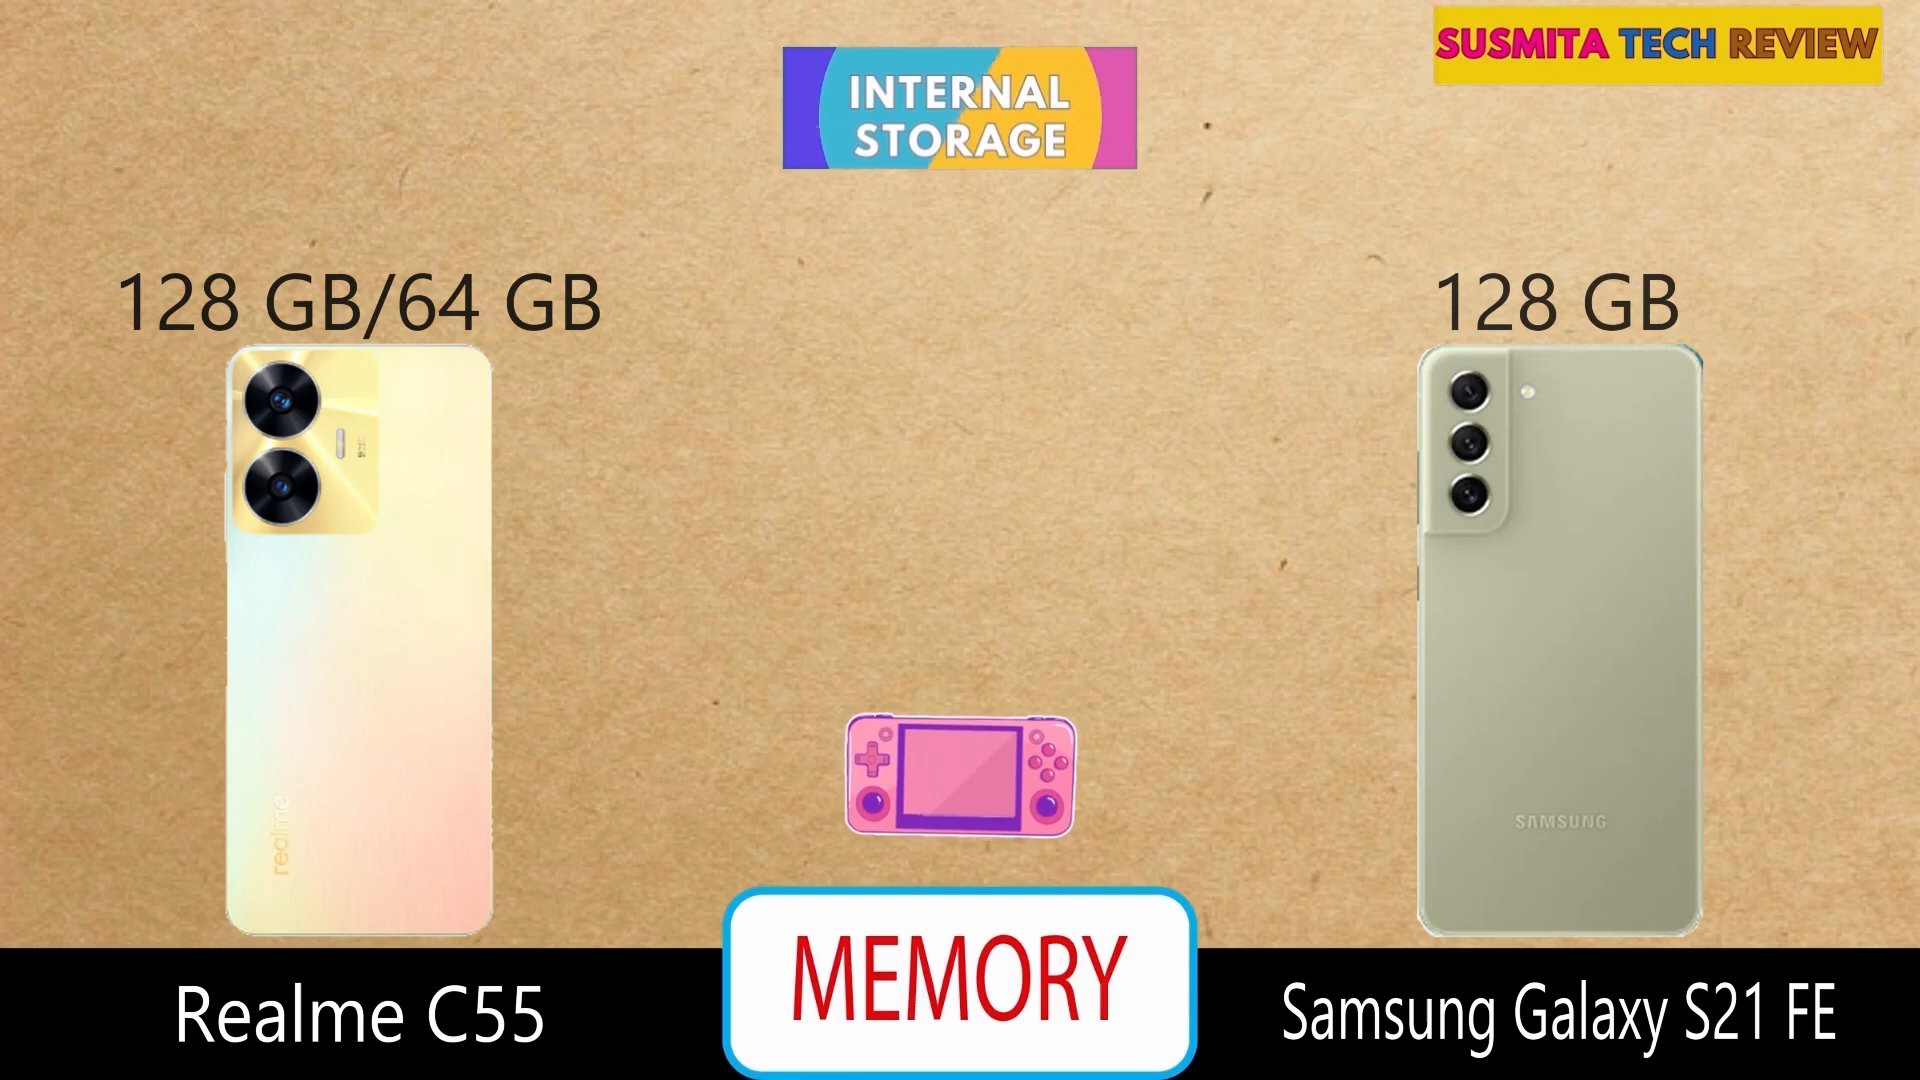 SUSMITA TECH REVIEW
INTERNAL
STORAGE
128 GB/64 GB
128 GB
realme
SAMSUNG
MEMORY
Realme C55
Samsung Galaxy S21 FE